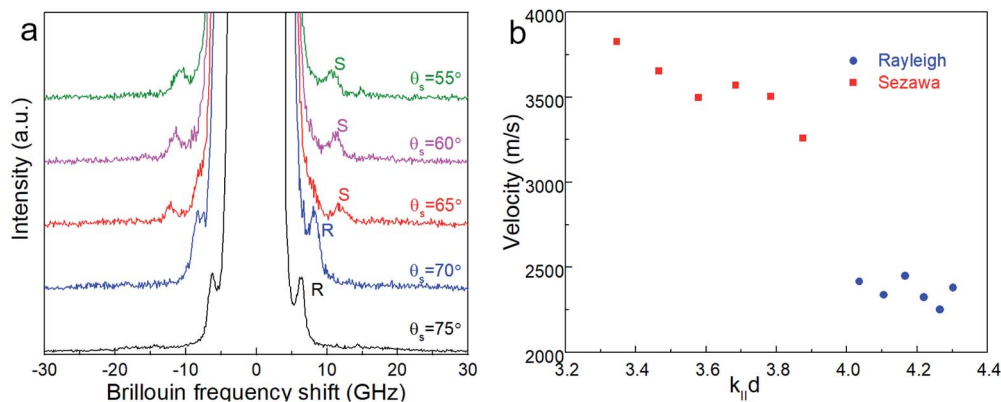 a
S
θs=55°
S
θs=60°
S
θs=65°
R
θs=70°
R
θs=75°
Intensity (a.u.)
-30 -20 -10 0 10 20 30
Brillouin frequency shift (GHz)
b
Rayleigh
Sezawa
4000
3500
3000
2500
2000
Velocity (m/s)
3.2 3.4 3.6 3.8 4.0 4.2 4.4
k||d